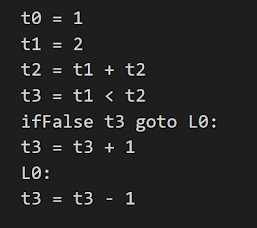 t0 = 1
t1 = 2
t2 = t1 + t2
t3 = t1 < t2
ifFalse t3 goto L0:
t3 = t3 + 1
L0:
t3 = t3 - 1